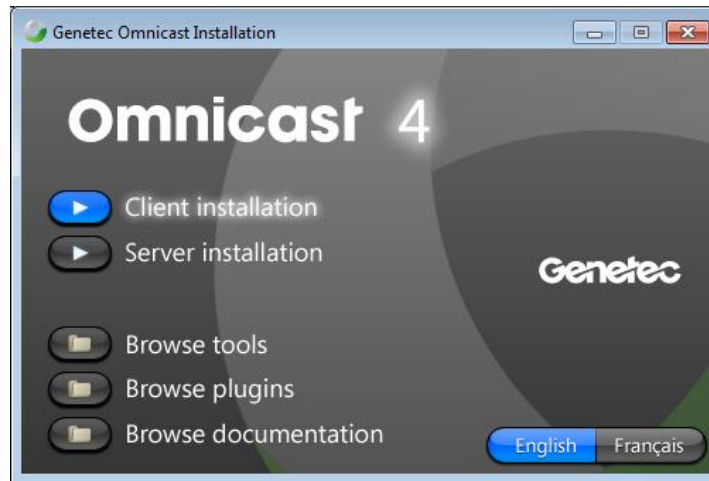 Genetec Omnicast Installation
Omnicast 4
Client installation
Server installation
Genetec
Browse tools
Browse plugins
Browse documentation
English Français